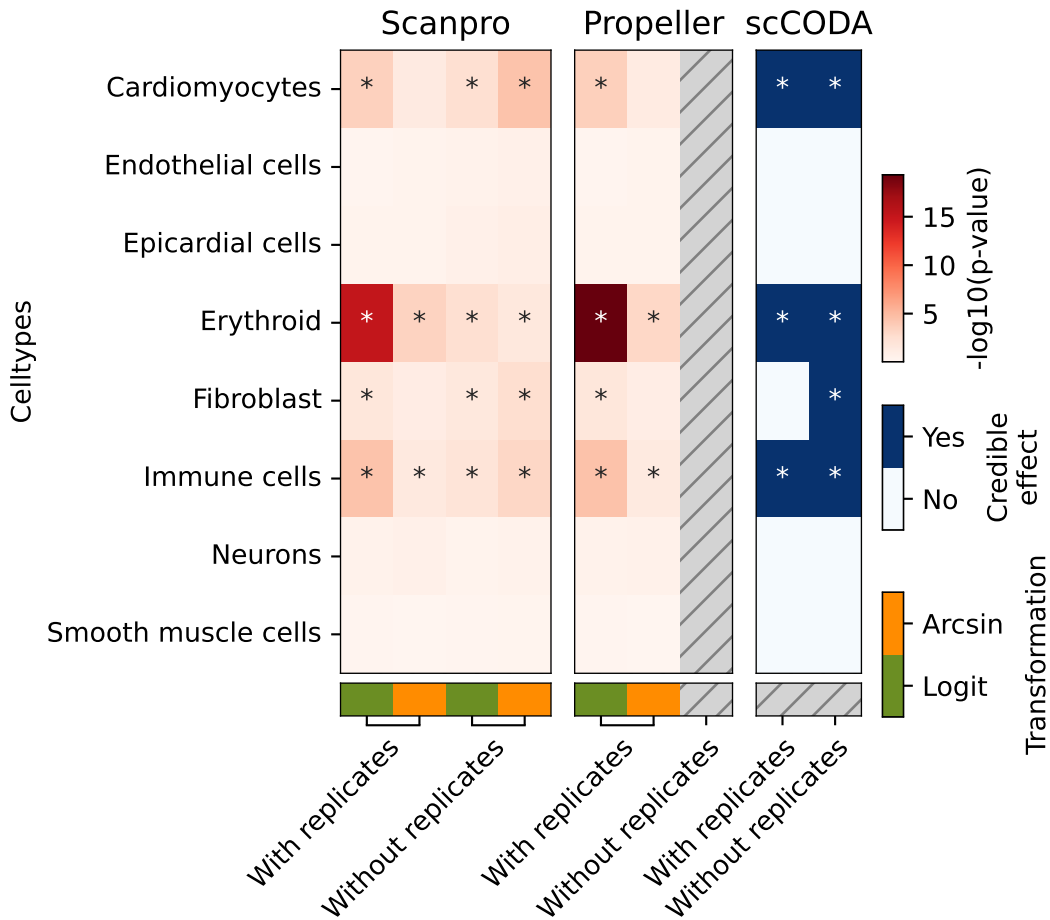 Scanpro Propeller scCODA
Cardiomyocytes * * * * * *
Endothelial cells
Epicardial cells
Erythroid * * * * * * * *
Fibroblast * * * * *
Immune cells * * * * * * * *
Neurons
Smooth muscle cells
Celltypes
With replicates
Without replicates
With replicates
Without replicates
With replicates
Without replicates
15
10
5
-log10(p-value)
Yes
No
Credible
effect
Arcsin
Logit
Transformation